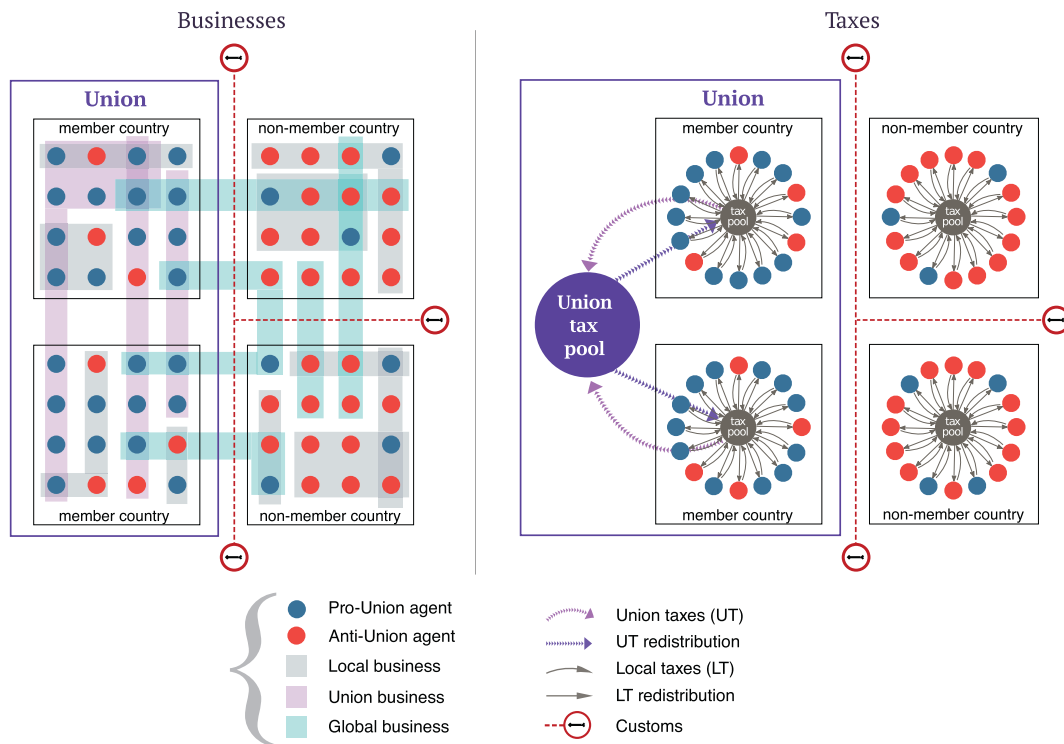 Businesses
Taxes
Union
member country
non-member country
member country
non-member country
Union
member country
non-member country
tax
pool
tax
pool
Union
tax
pool
tax
pool
tax
pool
member country
non-member country
Pro-Union agent
Anti-Union agent
Local business
Union business
Global business
Union taxes (UT)
UT redistribution
Local taxes (LT)
LT redistribution
Customs